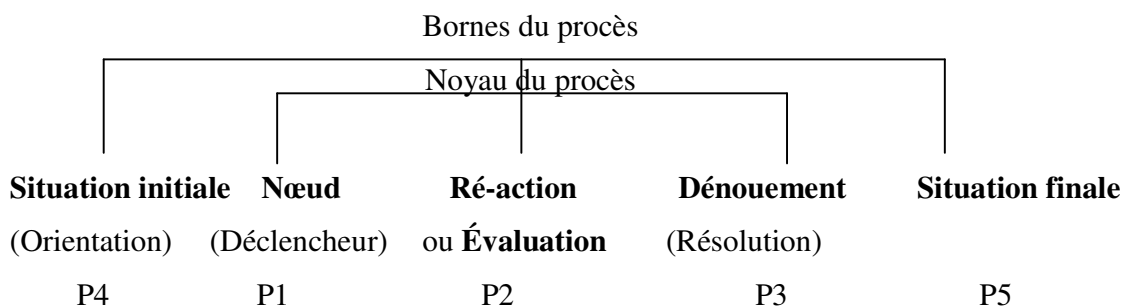 Bornes du procès
Noyau du procès
Situation initiale Nœud Ré-action Dénouement Situation finale
(Orientation) (Déclencheur) ou Évaluation (Résolution)
P4 P1 P2 P3 P5